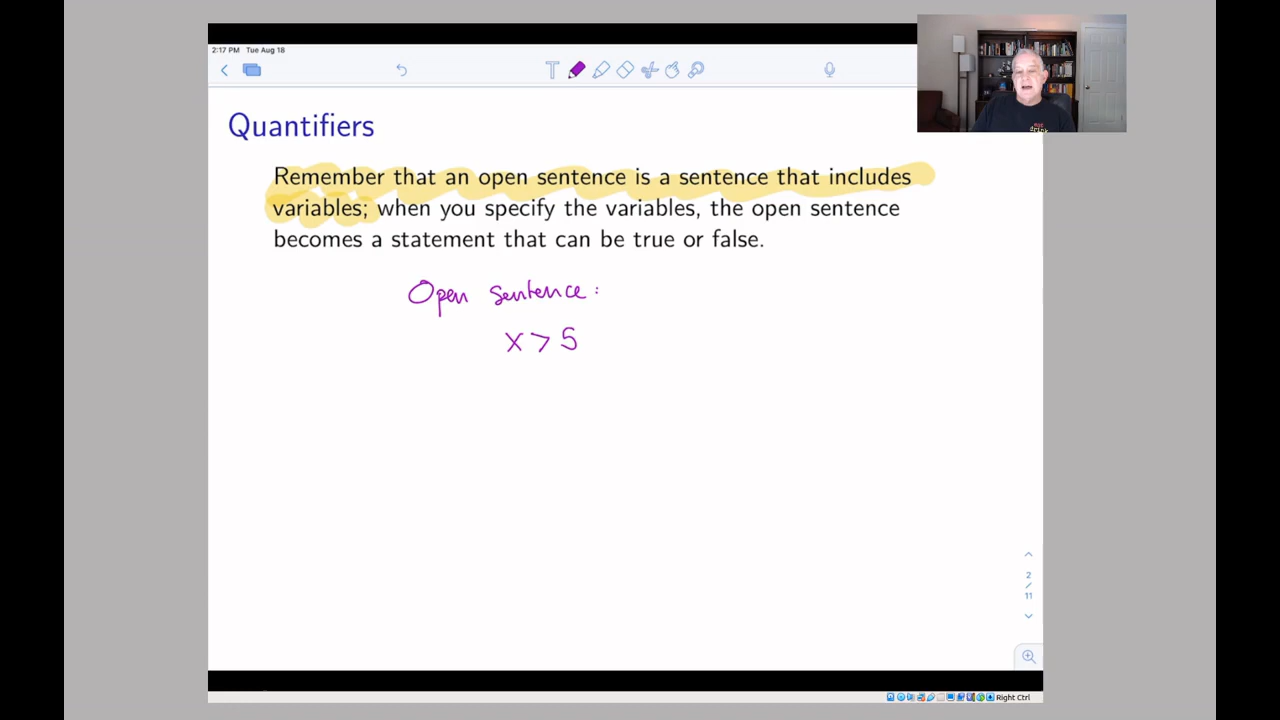 2:17 PM Tue Aug 18
Quantifiers
Remember that an open sentence is a sentence that includes
variables; when you specify the variables, the open sentence
becomes a statement that can be true or false.
Open sentence:
x > 5
2
/
11
Right Ctrl